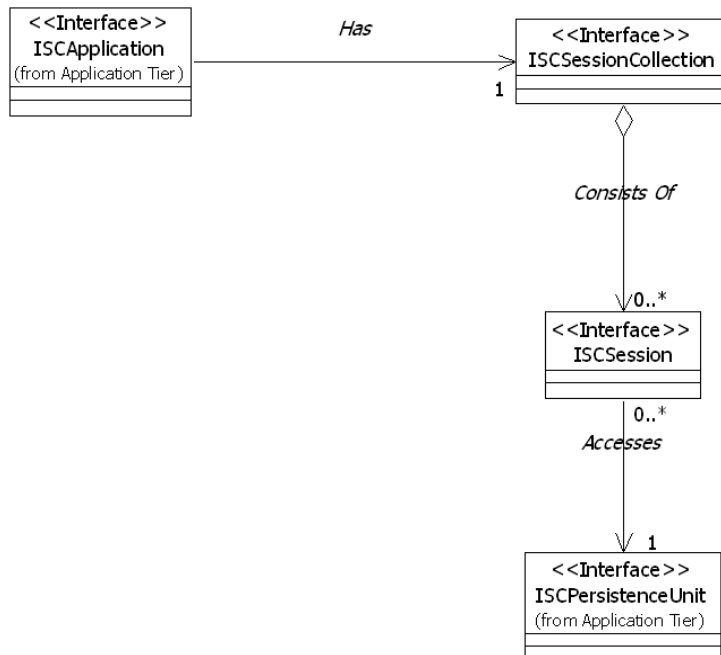 <<Interface>>
ISCApplication
(from Application Tier)
Has
1
<<Interface>>
ISCSessionCollection
Consists Of
0..*
<<Interface>>
ISCSession
0..*
Accesses
1
<<Interface>>
ISCPersistenceUnit
(from Application Tier)